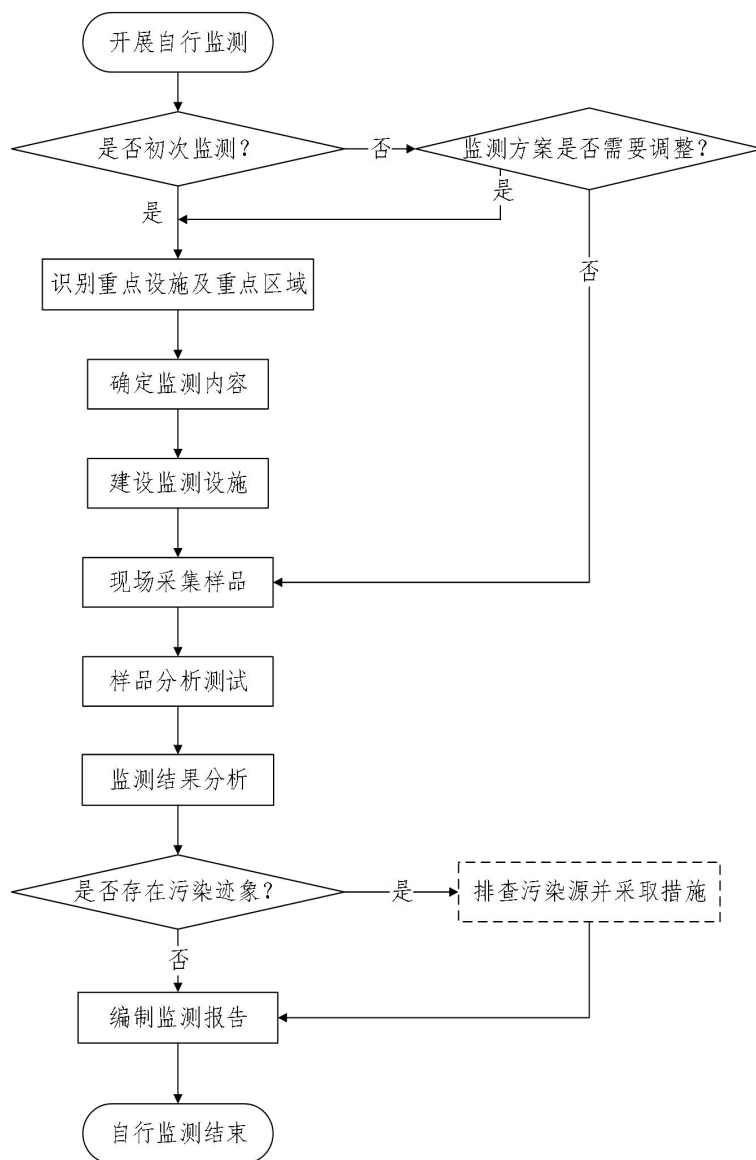 开展自行监测
是否初次监测？
否
监测方案是否需要调整？
是
是
识别重点设施及重点区域
否
确定监测内容
建设监测设施
现场采集样品
样品分析测试
监测结果分析
是否存在污染迹象？
是
排查污染源并采取措施
否
编制监测报告
自行监测结束